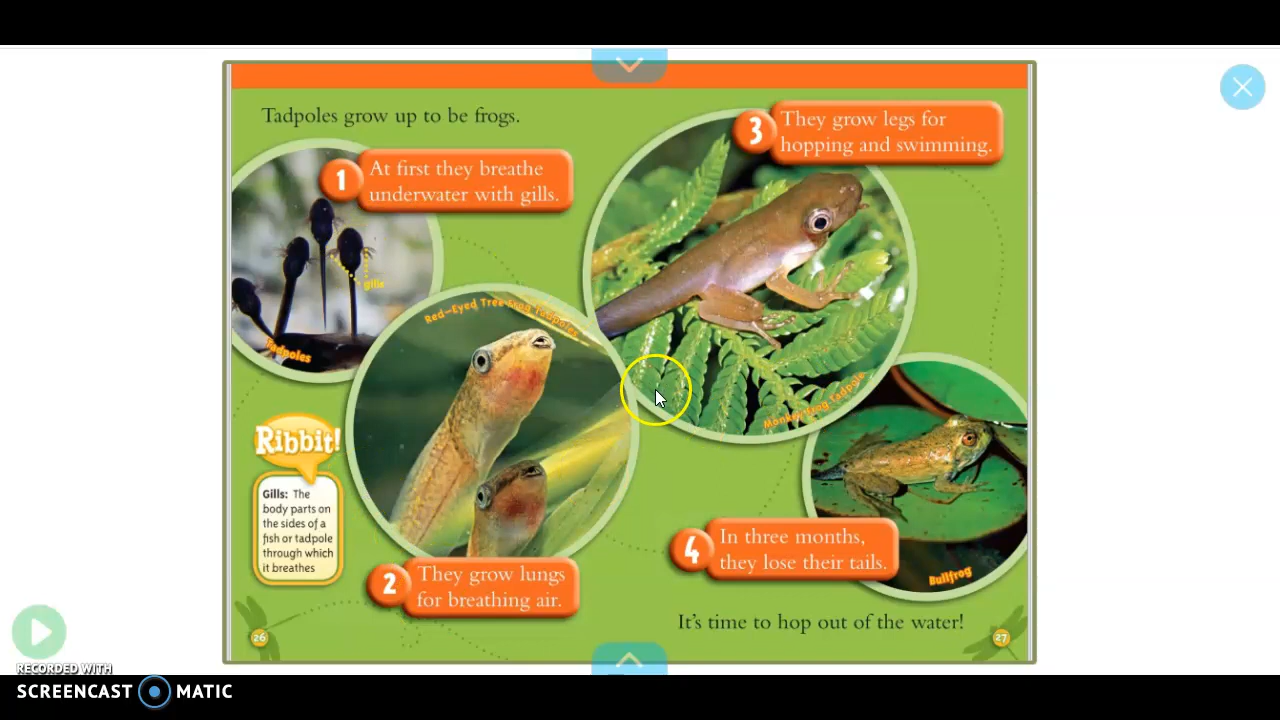 Tadpoles grow up to be frogs.
1
At first they breathe
underwater with gills.
gills
Tadpoles
Red-Eyed Tree Frog Tadpoles
2
They grow lungs
for breathing air.
Ribbit!
Gills: The
body parts on
the sides of a
fish or tadpole
through which
it breathes
26
3
They grow legs for
hopping and swimming.
Monkey Frog Tadpole
4
In three months,
they lose their tails.
Bullfrog
It's time to hop out of the water!
27
RECORDED WITH
SCREENCAST MATIC